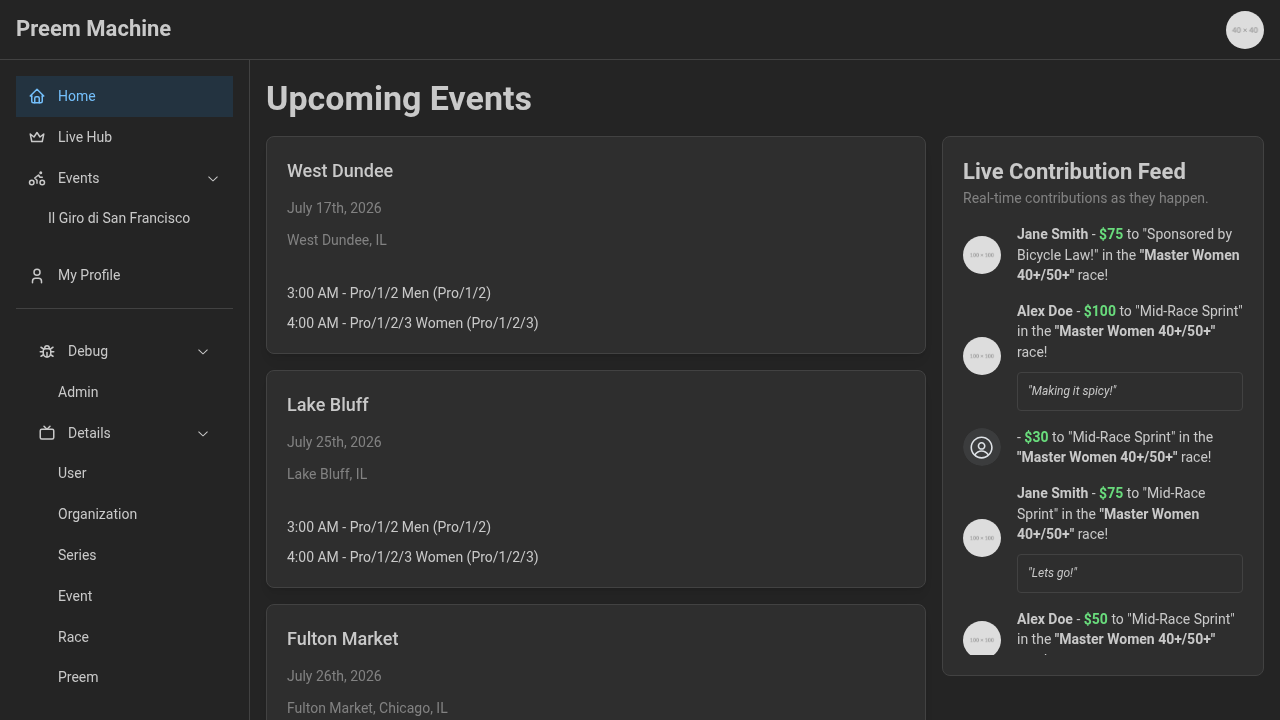 Preem Machine
40 × 40
Home
Live Hub
Events
Il Giro di San Francisco
My Profile
Debug
Admin
Details
User
Organization
Series
Event
Race
Preem
Upcoming Events
West Dundee
July 17th, 2026
West Dundee, IL
3:00 AM - Pro/1/2 Men (Pro/1/2)
4:00 AM - Pro/1/2/3 Women (Pro/1/2/3)
Lake Bluff
July 25th, 2026
Lake Bluff, IL
3:00 AM - Pro/1/2 Men (Pro/1/2)
4:00 AM - Pro/1/2/3 Women (Pro/1/2/3)
Fulton Market
July 26th, 2026
Fulton Market, Chicago, IL
Live Contribution Feed
Real-time contributions as they happen.
100 × 100
Jane Smith - $75 to "Sponsored by
Bicycle Law!" in the "Master Women
40+/50+" race!
100 × 100
Alex Doe - $100 to "Mid-Race Sprint"
in the "Master Women 40+/50+"
race!
"Making it spicy!"
- $30 to "Mid-Race Sprint" in the
"Master Women 40+/50+" race!
100 × 100
Jane Smith - $75 to "Mid-Race
Sprint" in the "Master Women
40+/50+" race!
"Lets go!"
100 × 100
Alex Doe - $50 to "Mid-Race Sprint"
in the "Master Women 40+/50+"